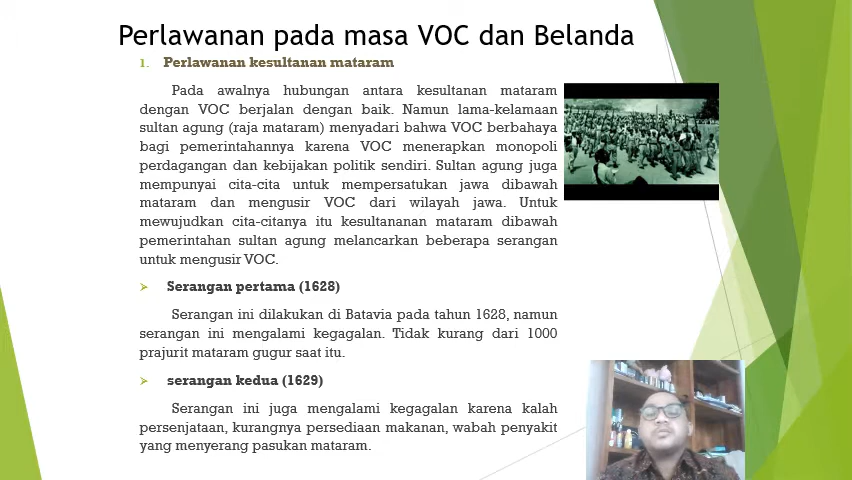 Perlawanan pada masa VOC dan Belanda
1. Perlawanan kesultanan mataram
Pada awalnya hubungan antara kesultanan mataram
dengan VOC berjalan dengan baik. Namun lama-kelamaan
sultan agung (raja mataram) menyadari bahwa VOC berbahaya
bagi pemerintahannya karena VOC menerapkan monopoli
perdagangan dan kebijakan politik sendiri. Sultan agung juga
mempunyai cita-cita untuk mempersatukan jawa dibawah
mataram dan mengusir VOC dari wilayah jawa. Untuk
mewujudkan cita-citanya itu kesultananan mataram dibawah
pemerintahan sultan agung melancarkan beberapa serangan
untuk mengusir VOC.
Serangan pertama (1628)
Serangan ini dilakukan di Batavia pada tahun 1628, namun
serangan ini mengalami kegagalan. Tidak kurang dari 1000
prajurit mataram gugur saat itu.
serangan kedua (1629)
Serangan ini juga mengalami kegagalan karena kalah
persenjataan, kurangnya persediaan makanan, wabah penyakit
yang menyerang pasukan mataram.